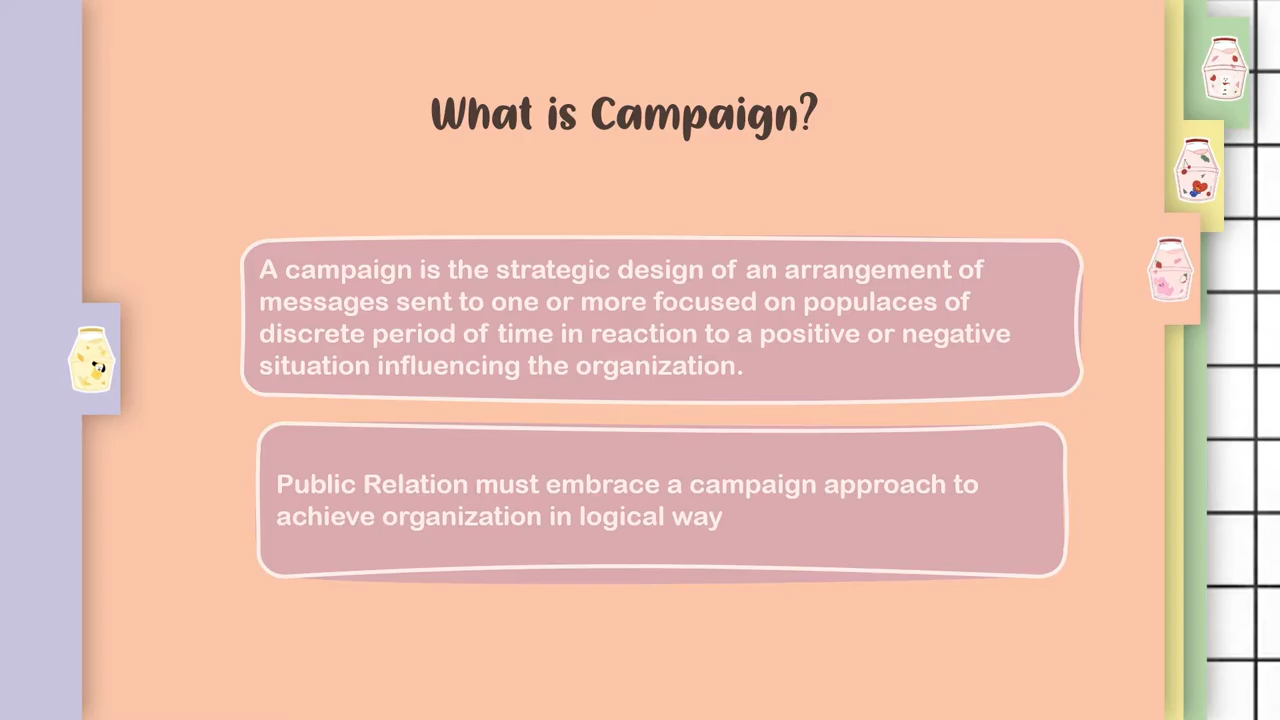 What is Campaign?
A campaign is the strategic design of an arrangement of
messages sent to one or more focused on populaces of
discrete period of time in reaction to a positive or negative
situation influencing the organization.
Public Relation must embrace a campaign approach to
achieve organization in logical way